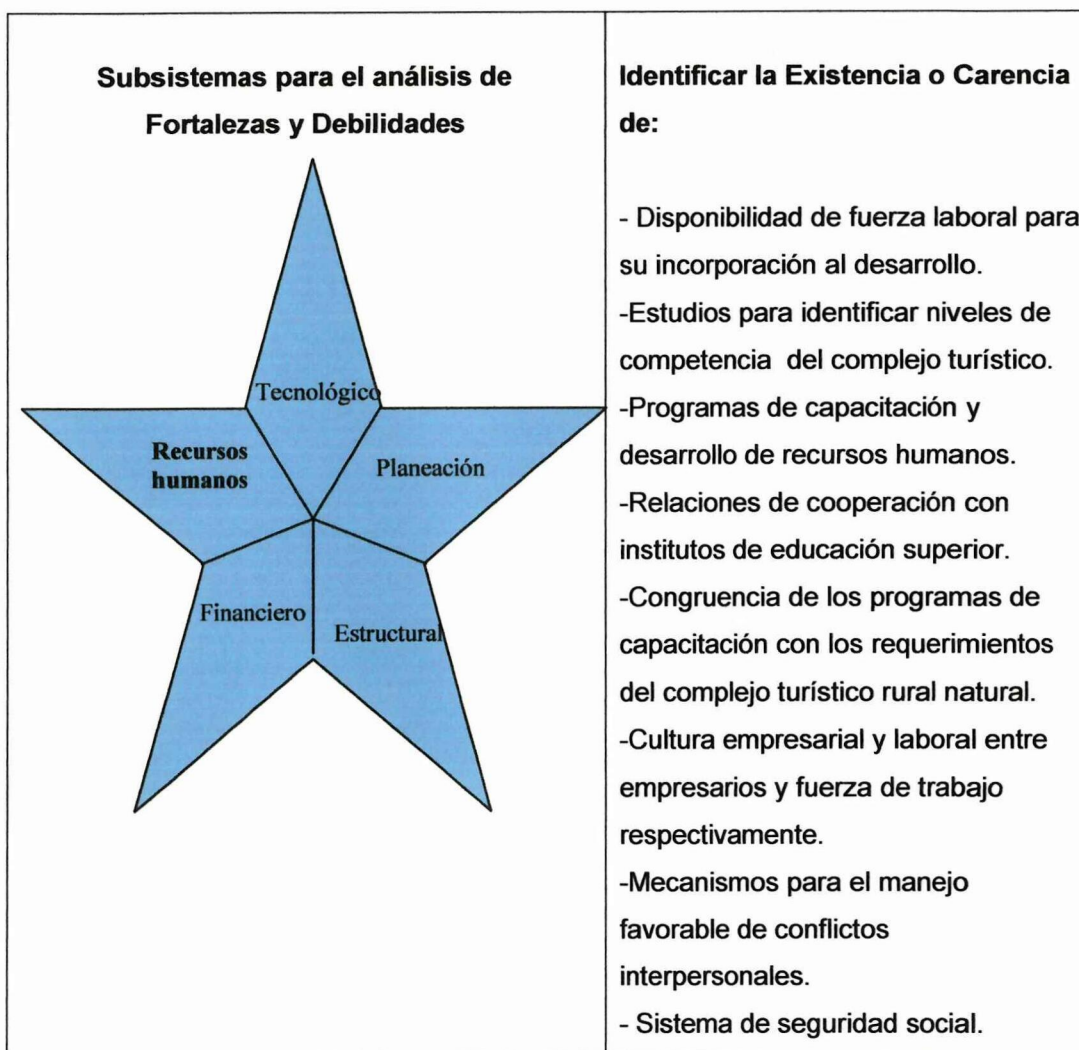 Subsistemas para el análisis de
Fortalezas y Debilidades
Tecnológico
Recursos
humanos
Planeación
Financiero
Estructural
Identificar la Existencia o Carencia
de:
- Disponibilidad de fuerza laboral para
su incorporación al desarrollo.
-Estudios para identificar niveles de
competencia del complejo turístico.
-Programas de capacitación y
desarrollo de recursos humanos.
-Relaciones de cooperación con
institutos de educación superior.
-Congruencia de los programas de
capacitación con los requerimientos
del complejo turístico rural natural.
-Cultura empresarial y laboral entre
empresarios y fuerza de trabajo
respectivamente.
-Mecanismos para el manejo
favorable de conflictos
interpersonales.
- Sistema de seguridad social.